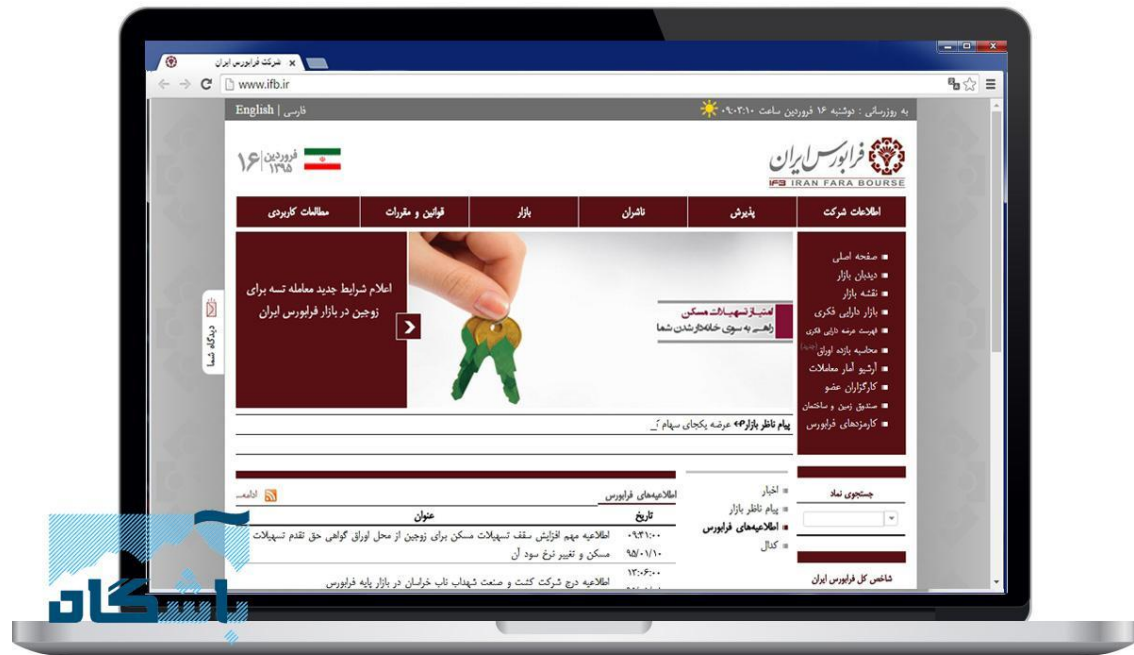 شرکت فرابورس ایران
www.ifb.ir
به روزرسانی : دوشنبه ۱۶ فروردین ساعت ۰۹:۰۳:۱۰
فارسی | English
فرابورس ایران
IFB IRAN FARA BOURSE
۱۶ فروردین ۱۳۹۵
اطلاعات شرکت
پذیرش
ناشران
بازار
قوانین و مقررات
مطالعات کاربردی
صفحه اصلی
دیدبان بازار
نقشه بازار
بازار دارایی فکری
فهرست عرضه دارایی فکری
محاسبه بازده اوراق (جدید)
آرشیو آمار معاملات
کارگزاران عضو
صندوق زمین و ساختمان
کارمزدهای فرابورس
امتیاز تسهیلات مسکن
راهی به سوی خانه‌دار شدن شما
اعلام شرایط جدید معامله تسه برای
زوجین در بازار فرابورس ایران
دیدگاه شما
پیام ناظر بازار
عرضه یکجای سهام
جستجوی نماد
شاخص کل فرابورس ایران
اخبار
پیام ناظر بازار
اطلاعیه‌های فرابورس
کدال
اطلاعیه‌های فرابورس
ادامه...
تاریخ عنوان
۰۹:۴۱:۰۰ اطلاعیه مهم افزایش سقف تسهیلات مسکن برای زوجین از محل اوراق گواهی حق تقدم تسهیلات
۹۵/۰۱/۱۰ مسکن و تغییر نرخ سود آن
۱۳:۰۶:۰۰ اطلاعیه درج شرکت کشت و صنعت شهداب ناب خراسان در بازار پایه فرابورس
پاسگاه